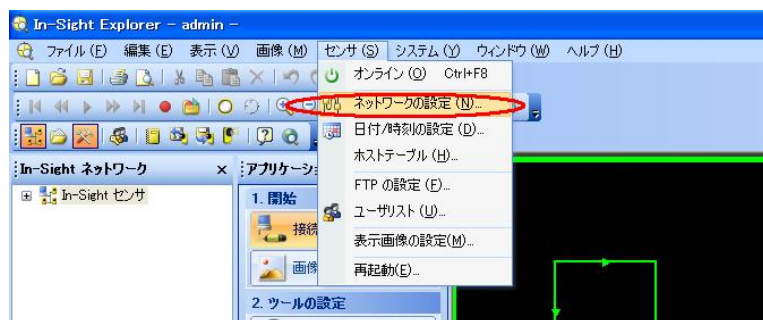 In-Sight Explorer - admin -
ファイル(F) 編集(E) 表示(V) 画像(M) センサ(S) システム(Y) ウィンドウ(W) ヘルプ(H)
オンライン(O) Ctrl+F8
ネットワークの設定(N)...
日付/時刻の設定(D)...
ホストテーブル(H)...
FTP の設定(F)...
ユーザリスト(U)...
表示画像の設定(M)...
再起動(E)...
In-Sight ネットワーク ×
In-Sight センサ
アプリケーショ
1. 開始
接続
画像
2. ツールの設定